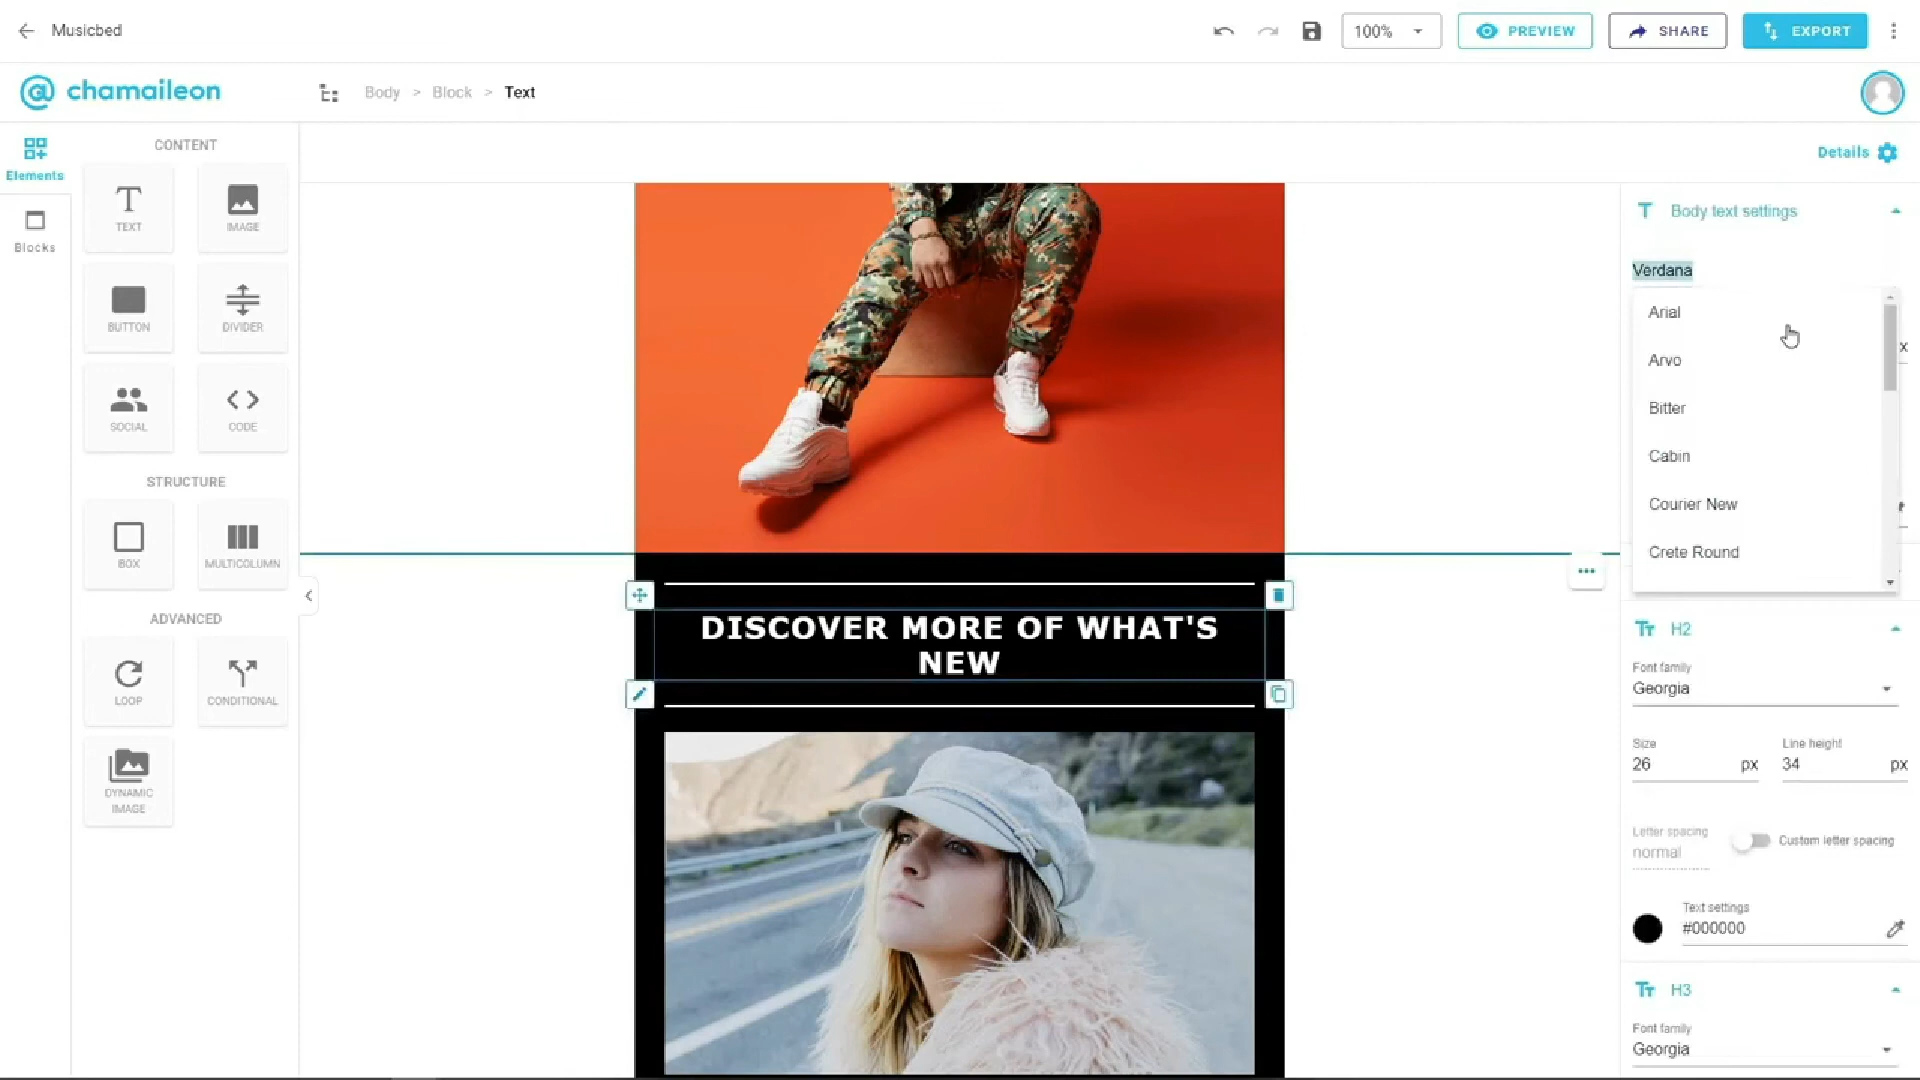 Musicbed
100%
PREVIEW
SHARE
EXPORT
@ chamaileon
Body > Block > Text
Details
Elements
Blocks
CONTENT
TEXT
IMAGE
BUTTON
DIVIDER
SOCIAL
CODE
STRUCTURE
BOX
MULTICOLUMN
ADVANCED
LOOP
CONDITIONAL
DYNAMIC
IMAGE
DISCOVER MORE OF WHAT'S
NEW
Body text settings
Verdana
Arial
x
Arvo
Bitter
Cabin
Courier New
Crete Round
H2
Font family
Georgia
Size
Line height
26 px
34 px
Letter spacing
normal
Custom letter spacing
Text settings
#000000
H3
Font family
Georgia